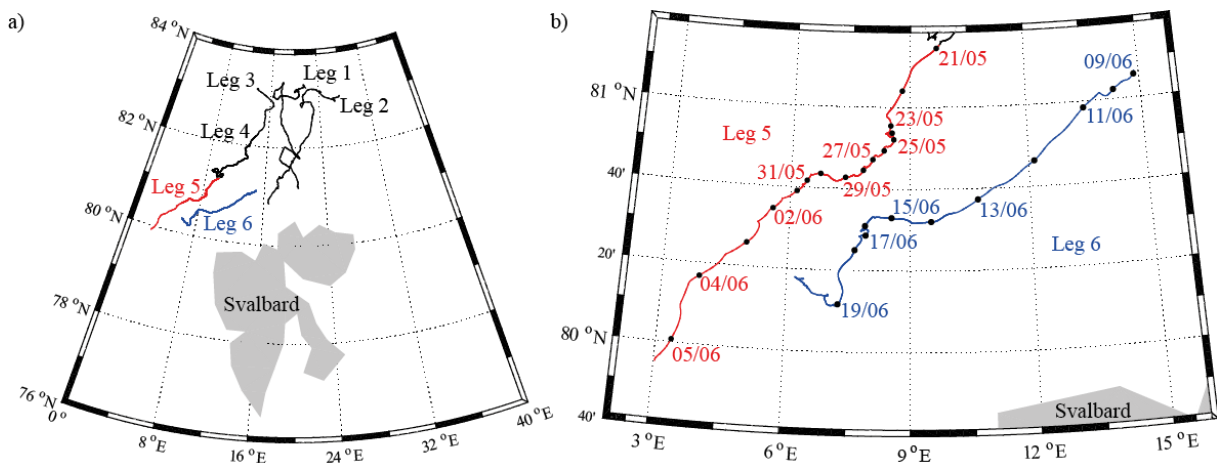 a)
84 °N
82 °N
80 °N
78 °N
76 °N
0°
8 °E
16 °E
24 °E
32 °E
40 °E
Leg 1
Leg 2
Leg 3
Leg 4
Leg 5
Leg 6
Svalbard
b)
81 °N
40'
20'
80 °N
40'
3 °E
6 °E
9 °E
12 °E
15 °E
Leg 5
21/05
23/05
25/05
27/05
29/05
31/05
02/06
04/06
05/06
Leg 6
09/06
11/06
13/06
15/06
17/06
19/06
Svalbard